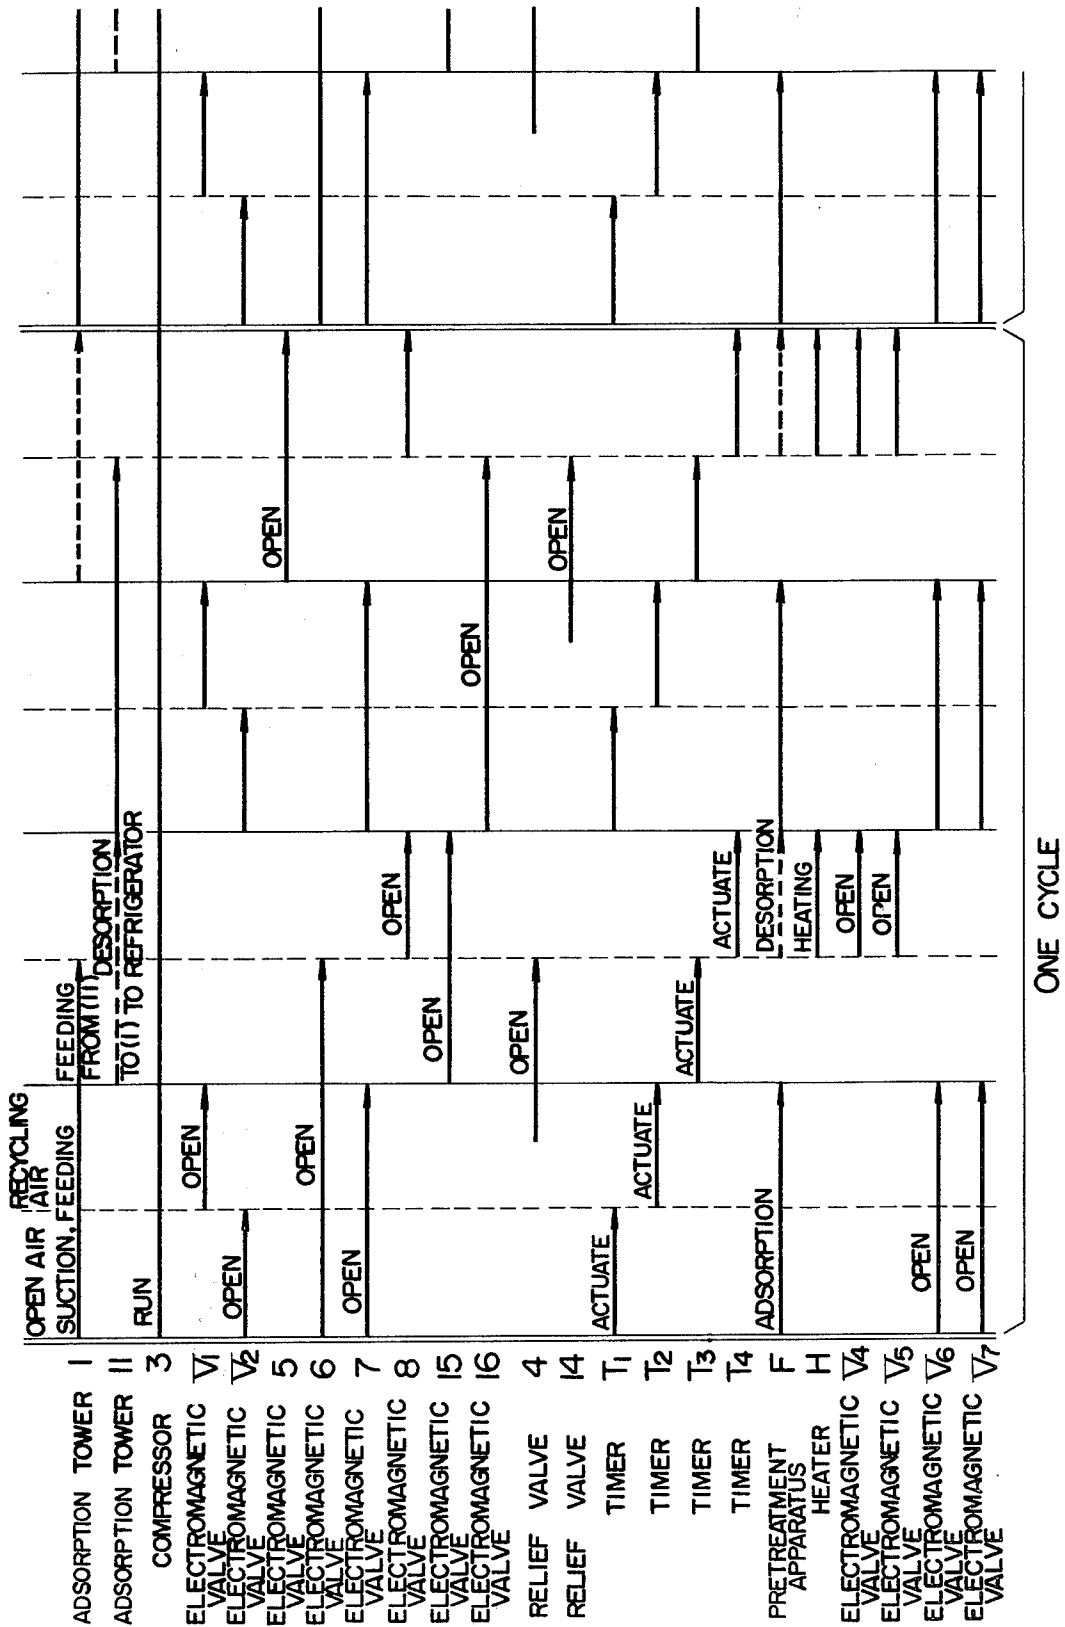 OPEN AIR
RECYCLING
AIR
SUCTION, FEEDING
FEEDING
FROM (11)
TO (1)
DESORPTION
TO REFRIGERATOR
ADSORPTION TOWER 1
ADSORPTION TOWER 11
COMPRESSOR 3
RUN
ELECTROMAGNETIC VALVE V1
OPEN
ELECTROMAGNETIC VALVE V2
OPEN
ELECTROMAGNETIC VALVE 5
OPEN
ELECTROMAGNETIC VALVE 6
OPEN
ELECTROMAGNETIC VALVE 7
OPEN
ELECTROMAGNETIC VALVE 8
OPEN
ELECTROMAGNETIC VALVE 15
OPEN
ELECTROMAGNETIC VALVE 16
OPEN
RELIEF VALVE 4
OPEN
RELIEF VALVE 14
OPEN
TIMER T1
ACTUATE
TIMER T2
ACTUATE
TIMER T3
ACTUATE
TIMER T4
ACTUATE
PRETREATMENT APPARATUS F
ADSORPTION
DESORPTION
HEATER H
HEATING
ELECTROMAGNETIC VALVE V4
OPEN
ELECTROMAGNETIC VALVE V5
OPEN
ELECTROMAGNETIC VALVE V6
OPEN
ELECTROMAGNETIC VALVE V7
OPEN
ONE CYCLE